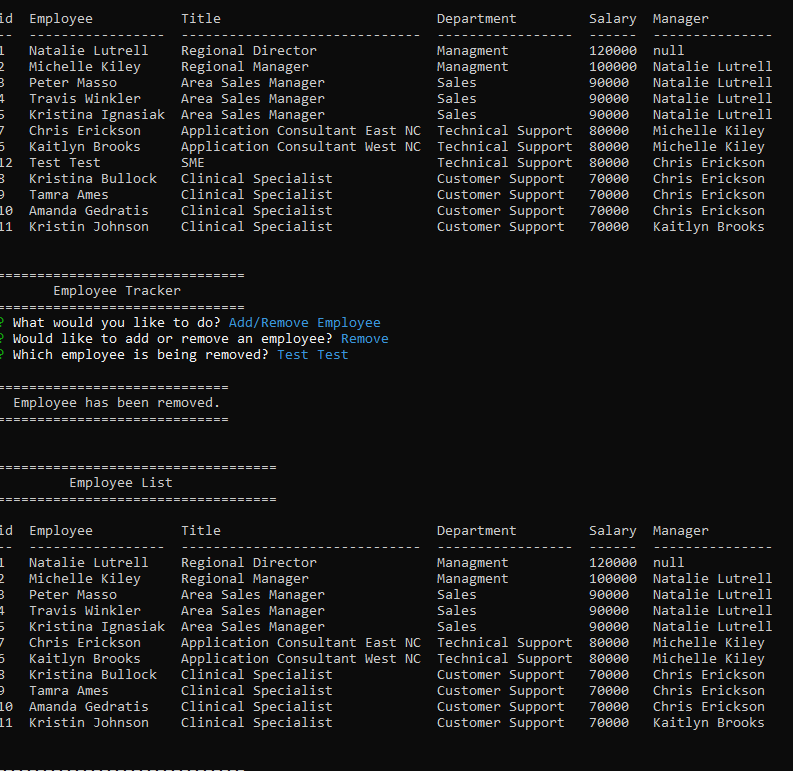 id  Employee           Title                           Department         Salary  Manager
--  -----------------  ------------------------------  -----------------  ------  ---------------
1   Natalie Lutrell    Regional Director               Managment          120000  null
2   Michelle Kiley     Regional Manager                Managment          100000  Natalie Lutrell
3   Peter Masso        Area Sales Manager              Sales              90000   Natalie Lutrell
4   Travis Winkler     Area Sales Manager              Sales              90000   Natalie Lutrell
5   Kristina Ignasiak  Area Sales Manager              Sales              90000   Natalie Lutrell
7   Chris Erickson     Application Consultant East NC  Technical Support  80000   Michelle Kiley
6   Kaitlyn Brooks     Application Consultant West NC  Technical Support  80000   Michelle Kiley
12  Test Test          SME                             Technical Support  80000   Chris Erickson
8   Kristina Bullock   Clinical Specialist             Customer Support   70000   Chris Erickson
9   Tamra Ames         Clinical Specialist             Customer Support   70000   Chris Erickson
10  Amanda Gedratis    Clinical Specialist             Customer Support   70000   Chris Erickson
11  Kristin Johnson    Clinical Specialist             Customer Support   70000   Kaitlyn Brooks
===============================
Employee Tracker
===============================
? What would you like to do? Add/Remove Employee
? Would like to add or remove an employee? Remove
? Which employee is being removed? Test Test
=============================
Employee has been removed.
=============================
===================================
Employee List
===================================
id  Employee           Title                           Department         Salary  Manager
--  -----------------  ------------------------------  -----------------  ------  ---------------
1   Natalie Lutrell    Regional Director               Managment          120000  null
2   Michelle Kiley     Regional Manager                Managment          100000  Natalie Lutrell
3   Peter Masso        Area Sales Manager              Sales              90000   Natalie Lutrell
4   Travis Winkler     Area Sales Manager              Sales              90000   Natalie Lutrell
5   Kristina Ignasiak  Area Sales Manager              Sales              90000   Natalie Lutrell
7   Chris Erickson     Application Consultant East NC  Technical Support  80000   Michelle Kiley
6   Kaitlyn Brooks     Application Consultant West NC  Technical Support  80000   Michelle Kiley
8   Kristina Bullock   Clinical Specialist             Customer Support   70000   Chris Erickson
9   Tamra Ames         Clinical Specialist             Customer Support   70000   Chris Erickson
10  Amanda Gedratis    Clinical Specialist             Customer Support   70000   Chris Erickson
11  Kristin Johnson    Clinical Specialist             Customer Support   70000   Kaitlyn Brooks